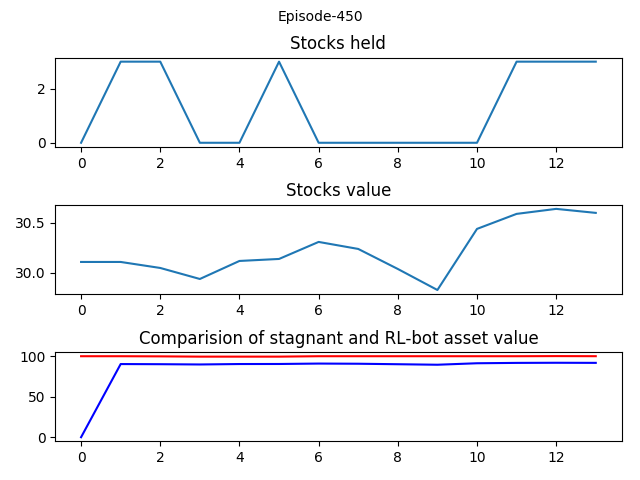 Episode-450
Stocks held
2
0
0 2 4 6 8 10 12
Stocks value
30.5
30.0
0 2 4 6 8 10 12
Comparision of stagnant and RL-bot asset value
100
50
0
0 2 4 6 8 10 12